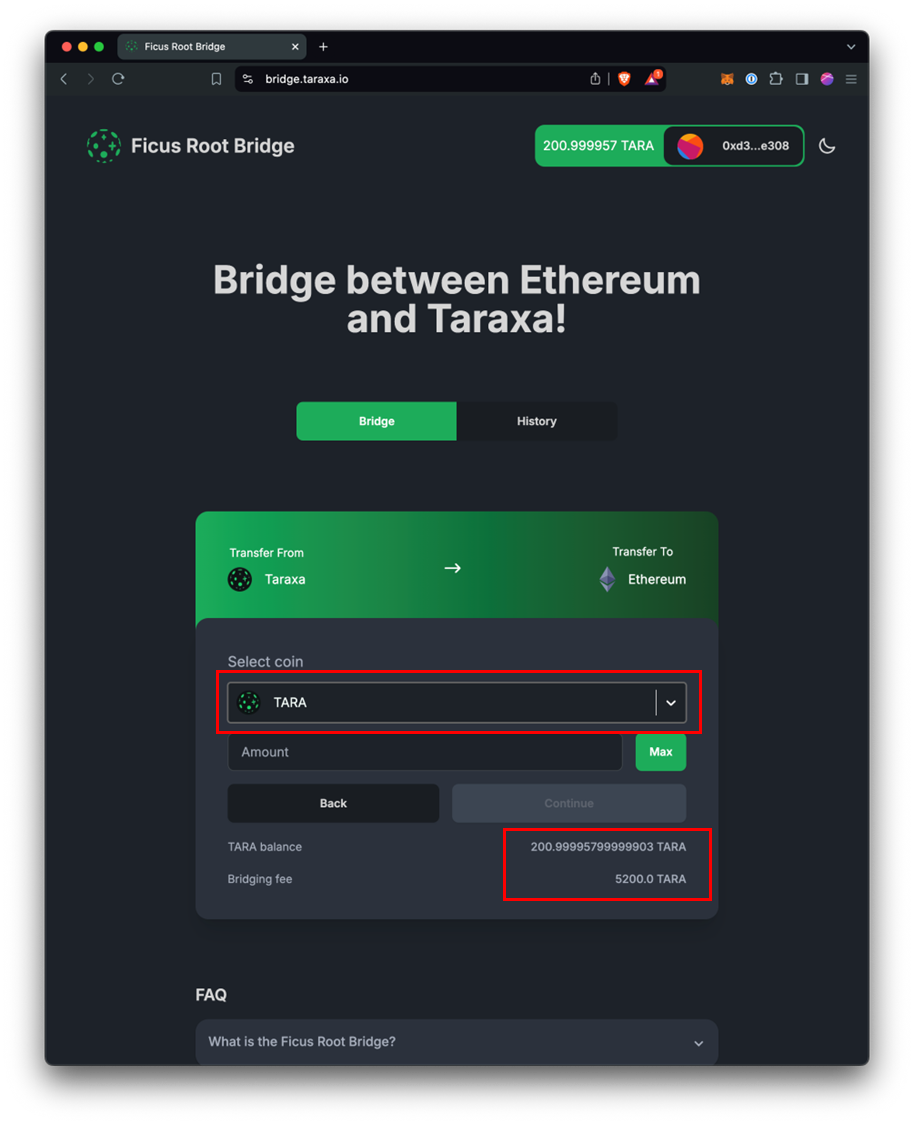 Ficus Root Bridge
bridge.taraxa.io
1
Ficus Root Bridge
200.999957 TARA
0xd3...e308
Bridge between Ethereum
and Taraxa!
Bridge
History
Transfer From
Taraxa
Transfer To
Ethereum
Select coin
TARA
Amount
Max
Back
Continue
TARA balance
200.99995799999903 TARA
Bridging fee
5200.0 TARA
FAQ
What is the Ficus Root Bridge?